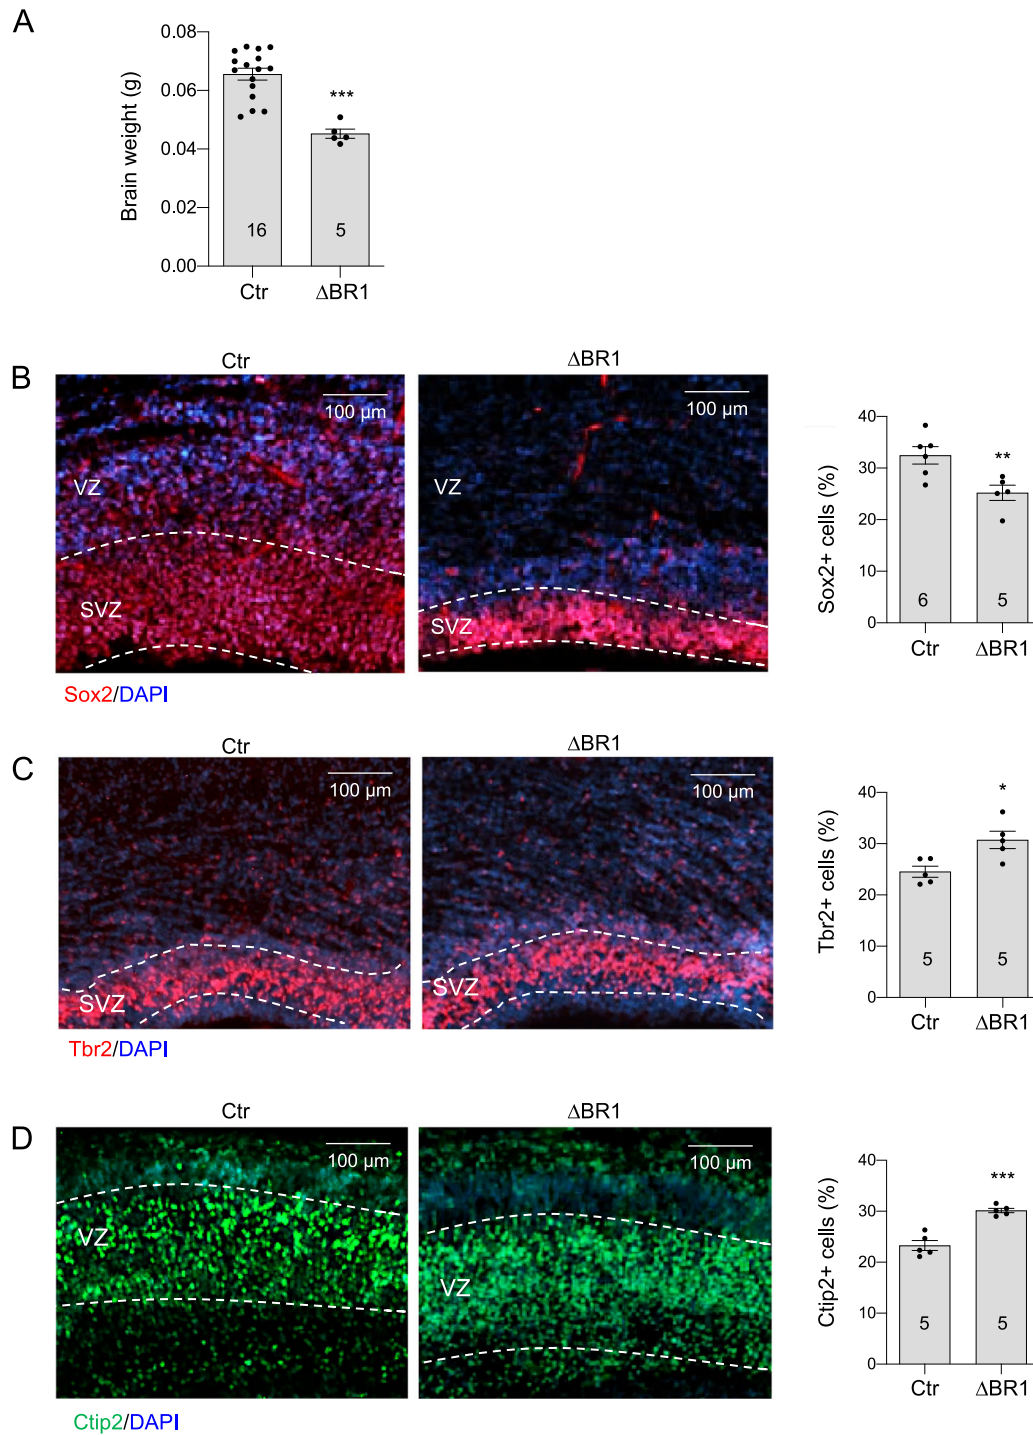 A
Brain weight (g)
0.08
0.06
0.04
0.02
0.00
***
16
5
Ctr
ΔBR1
B
Ctr
ΔBR1
100 µm
VZ
SVZ
100 µm
VZ
SVZ
Sox2/DAPI
Sox2+ cells (%)
40
30
20
10
0
**
6
5
Ctr
ΔBR1
C
Ctr
ΔBR1
100 µm
SVZ
100 µm
SVZ
Tbr2/DAPI
Tbr2+ cells (%)
40
30
20
10
0
*
5
5
Ctr
ΔBR1
D
Ctr
ΔBR1
100 µm
VZ
100 µm
VZ
Ctip2/DAPI
Ctip2+ cells (%)
40
30
20
10
0
***
5
5
Ctr
ΔBR1